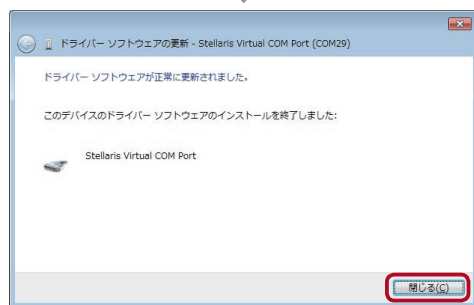 ドライバー ソフトウェアの更新 - Stellaris Virtual COM Port (COM29)
ドライバー ソフトウェアが正常に更新されました。
このデバイスのドライバー ソフトウェアのインストールを終了しました:
Stellaris Virtual COM Port
閉じる(C)